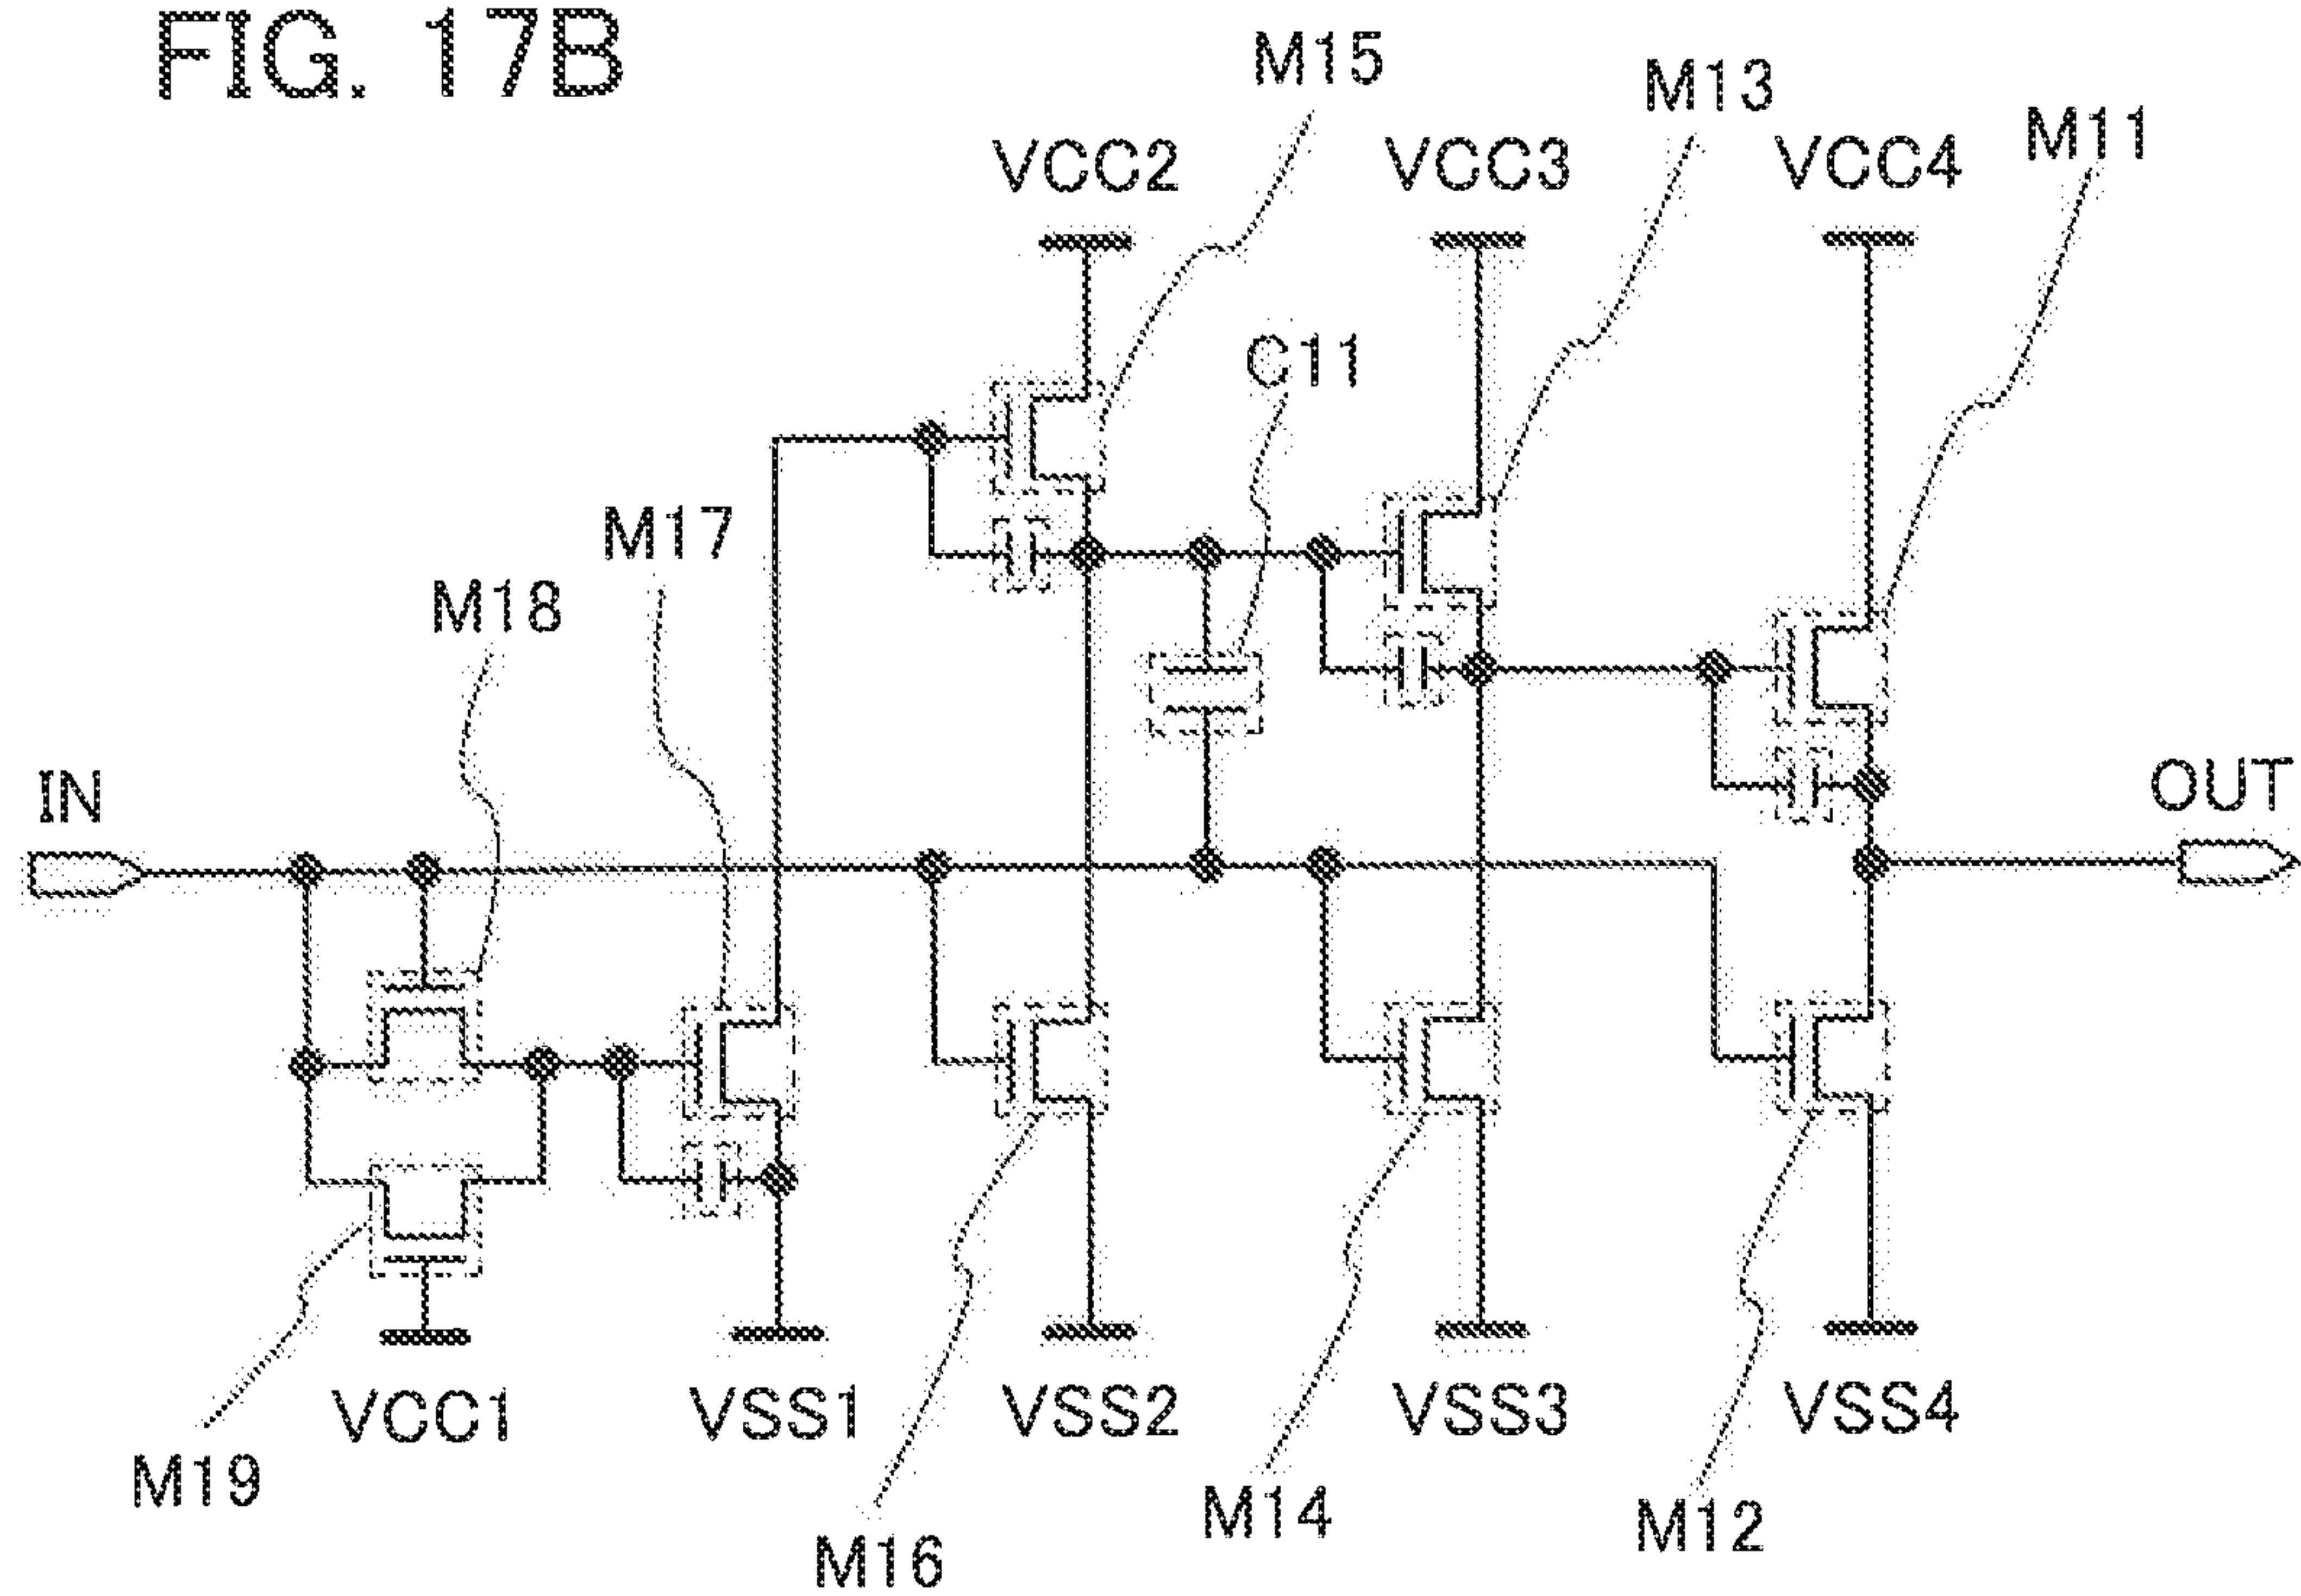 FIG. 17B
M15
M13
M11
VCC2
VCC3
VCC4
C11
M17
M18
IN
OUT
VCC1
VSS1
VSS2
VSS3
VSS4
M19
M16
M14
M12